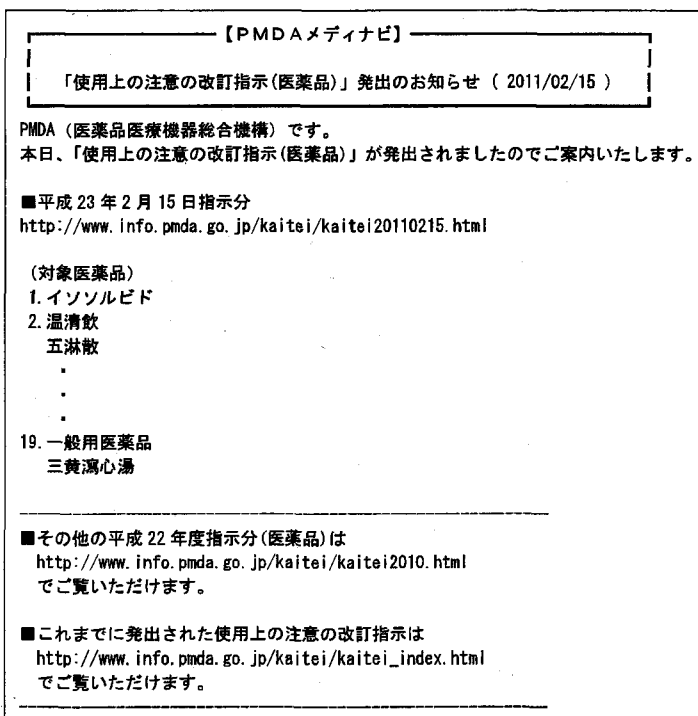 【PMDAメディナビ】
「使用上の注意の改訂指示(医薬品)」発出のお知らせ ( 2011/02/15 )
PMDA（医薬品医療機器総合機構）です。
本日、「使用上の注意の改訂指示(医薬品)」が発出されましたのでご案内いたします。
■平成 23 年 2 月 15 日指示分
http://www.info.pmda.go.jp/kaitei/kaitei20110215.html
（対象医薬品）
1. イソソルビド
2. 温清飲
五淋散
・
・
・
19. 一般用医薬品
三黄瀉心湯
■その他の平成 22 年度指示分(医薬品)は
http://www.info.pmda.go.jp/kaitei/kaitei2010.html
でご覧いただけます。
■これまでに発出された使用上の注意の改訂指示は
http://www.info.pmda.go.jp/kaitei/kaitei_index.html
でご覧いただけます。